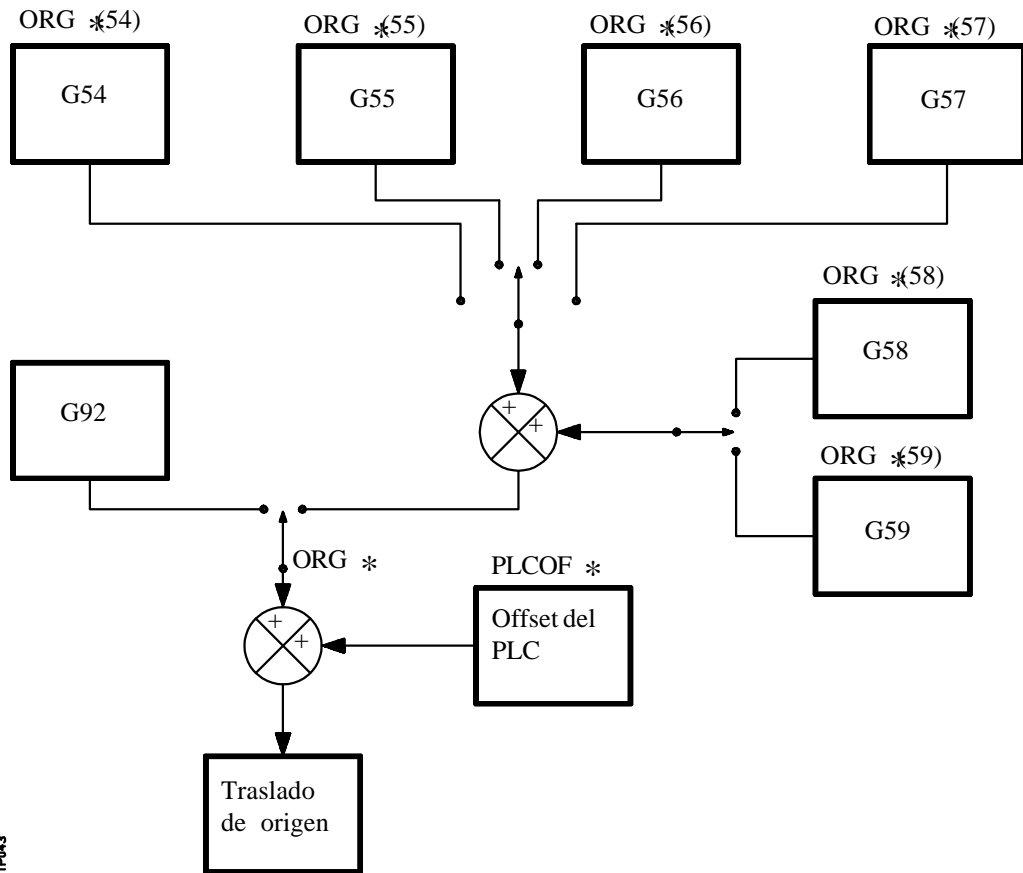 ORG *(54)
ORG *(55)
ORG *(56)
ORG *(57)
G54
G55
G56
G57
ORG *(58)
G58
G92
+
+
ORG *(59)
G59
ORG *
PLCOF *
+
+
Offset del
PLC
Traslado
de origen